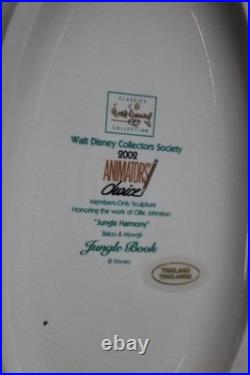 CLASSICS
Walt Disney
COLLECTION
Walt Disney Collectors Society
2002
ANIMATORS'
Choice
Members-Only Sculpture
Honoring the work of Ollie Johnston
"Jungle Harmony"
Baloo & Mowgli
Jungle Book
© Disney
THAILAND
THAILANDE